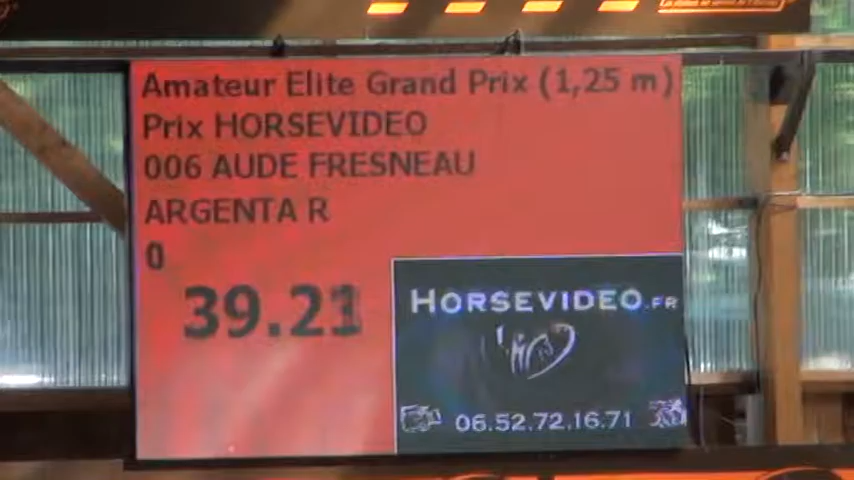 Amateur Elite Grand Prix (1,25 m)
Prix HORSEVIDEO
006 AUDE FRESNEAU
ARGENTA R
0
39.21
HORSEVIDEO.FR
06.52.72.16.71